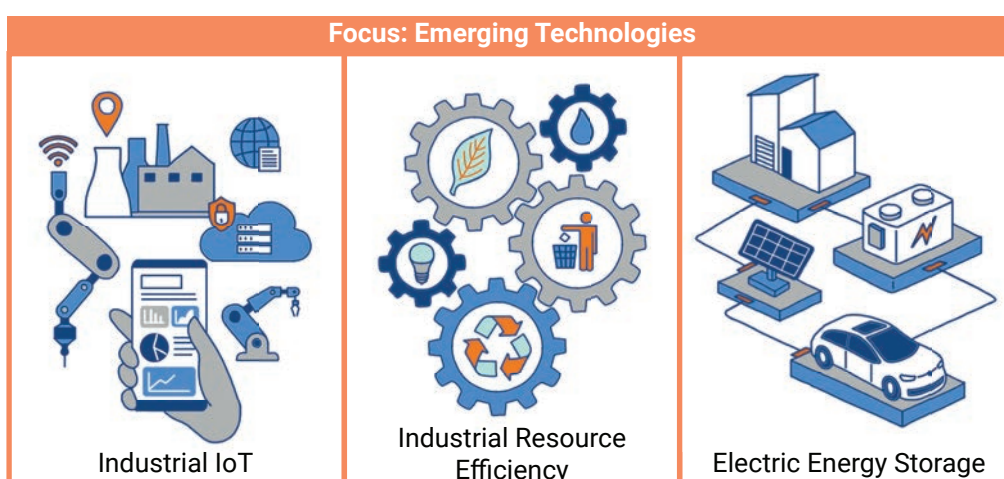 Focus: Emerging Technologies
Industrial IoT
Industrial Resource
Efficiency
Electric Energy Storage